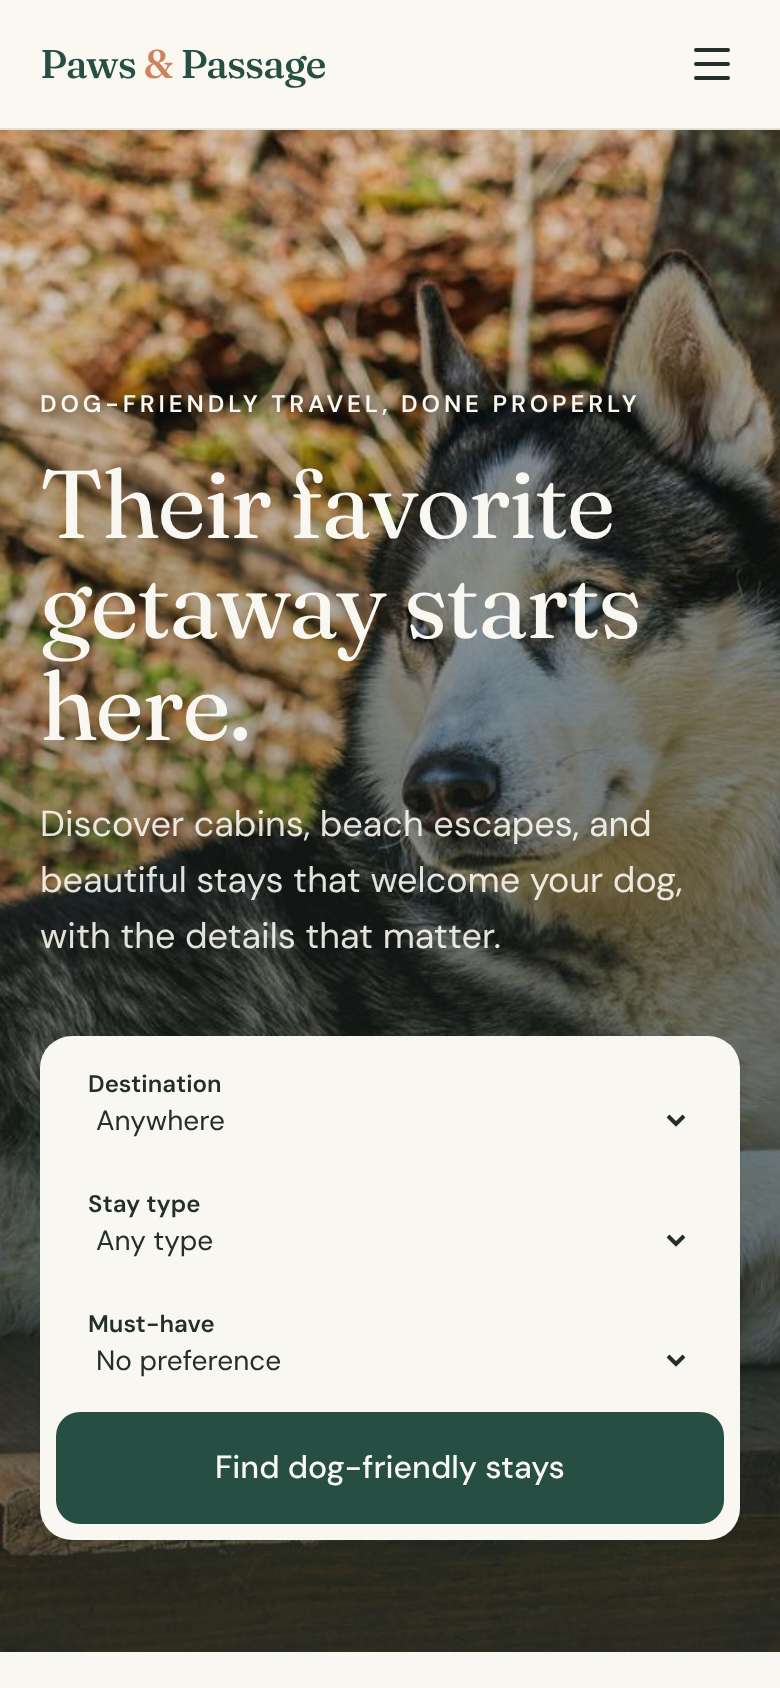 Paws & Passage
DOG-FRIENDLY TRAVEL, DONE PROPERLY
Their favorite
getaway starts
here.
Discover cabins, beach escapes, and
beautiful stays that welcome your dog,
with the details that matter.
Destination
Anywhere
Stay type
Any type
Must-have
No preference
Find dog-friendly stays